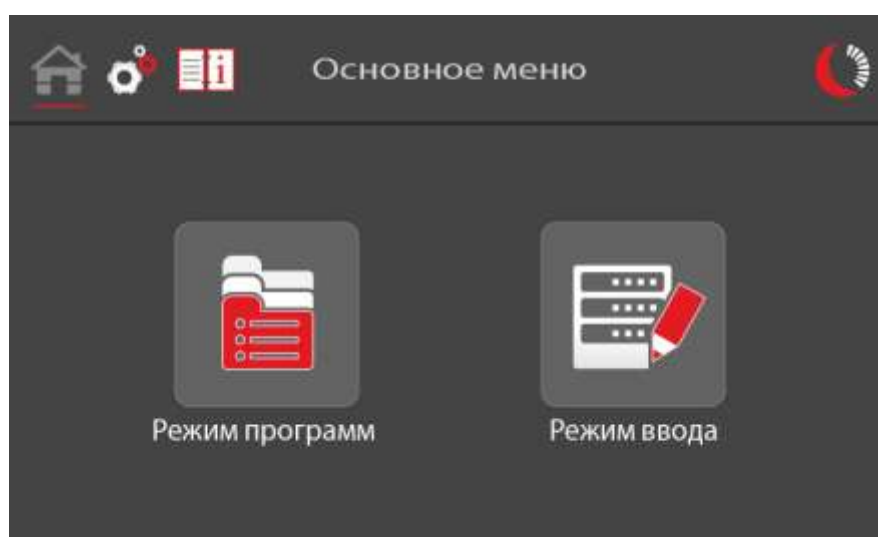 i
Основное меню
Режим программ
Режим ввода